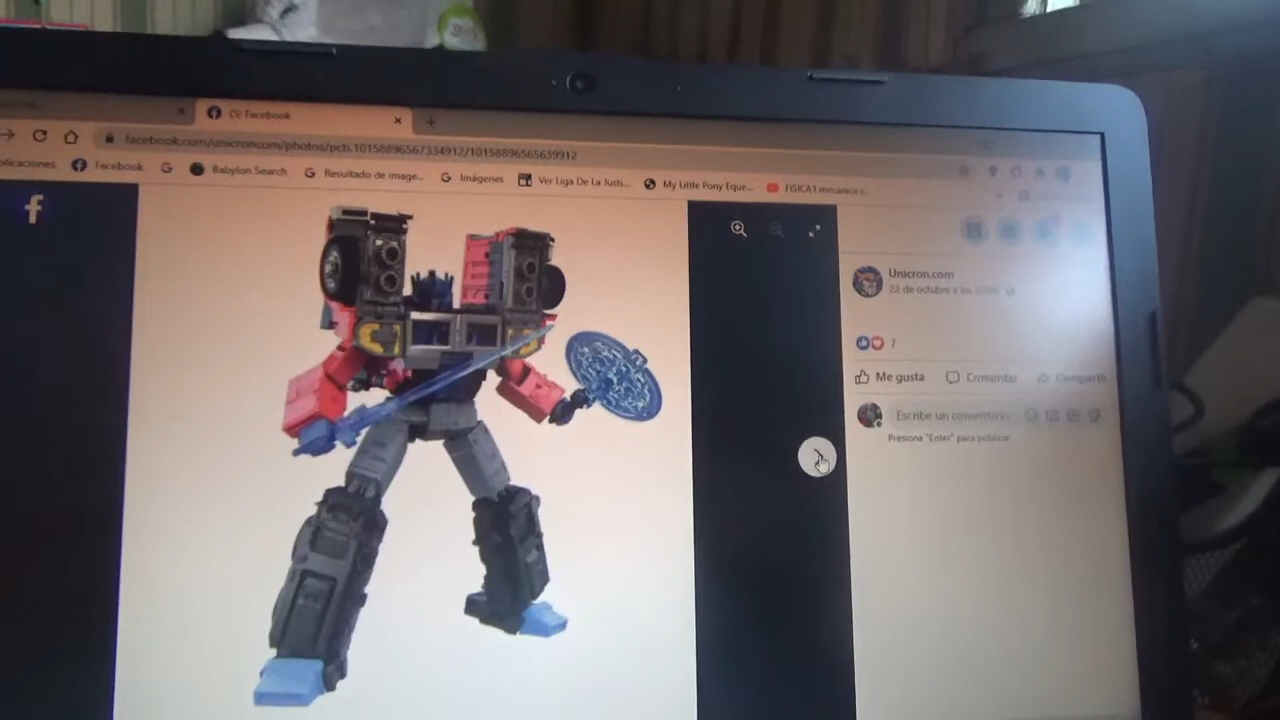 (3) Facebook
facebook.com/unicroncom/photos/pcb.10158896567334912/10158896565639912
Facebook
Babylon Search
Resultado de image...
Imágenes
Ver Liga De La Justi...
My Little Pony Eque...
FISICA1 mecanica c...
Unicron.com
22 de octubre a las
7
Me gusta
Comentar
Compartir
Escribe un comentario...
Presiona "Enter" para publicar.